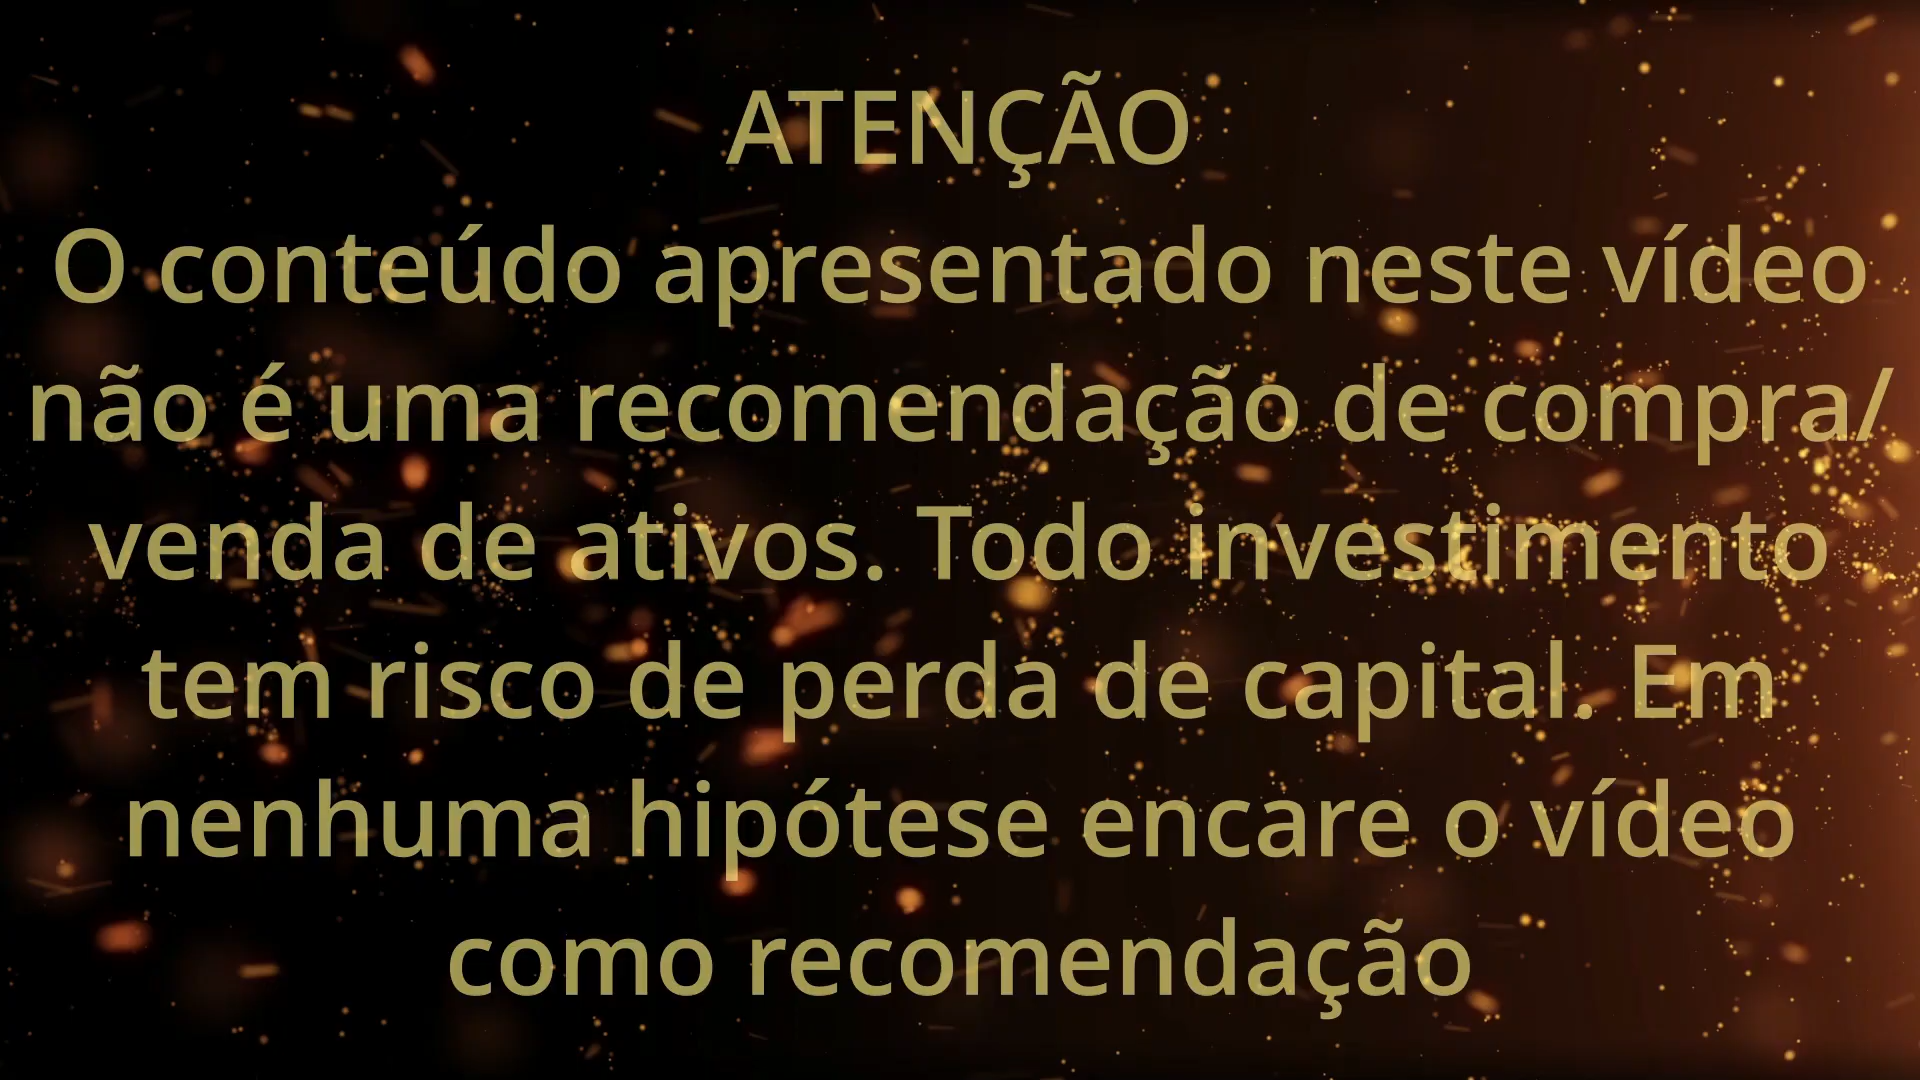 ATENÇÃO
O conteúdo apresentado neste vídeo
não é uma recomendação de compra/
venda de ativos. Todo investimento
tem risco de perda de capital. Em
nenhuma hipótese encare o vídeo
como recomendação